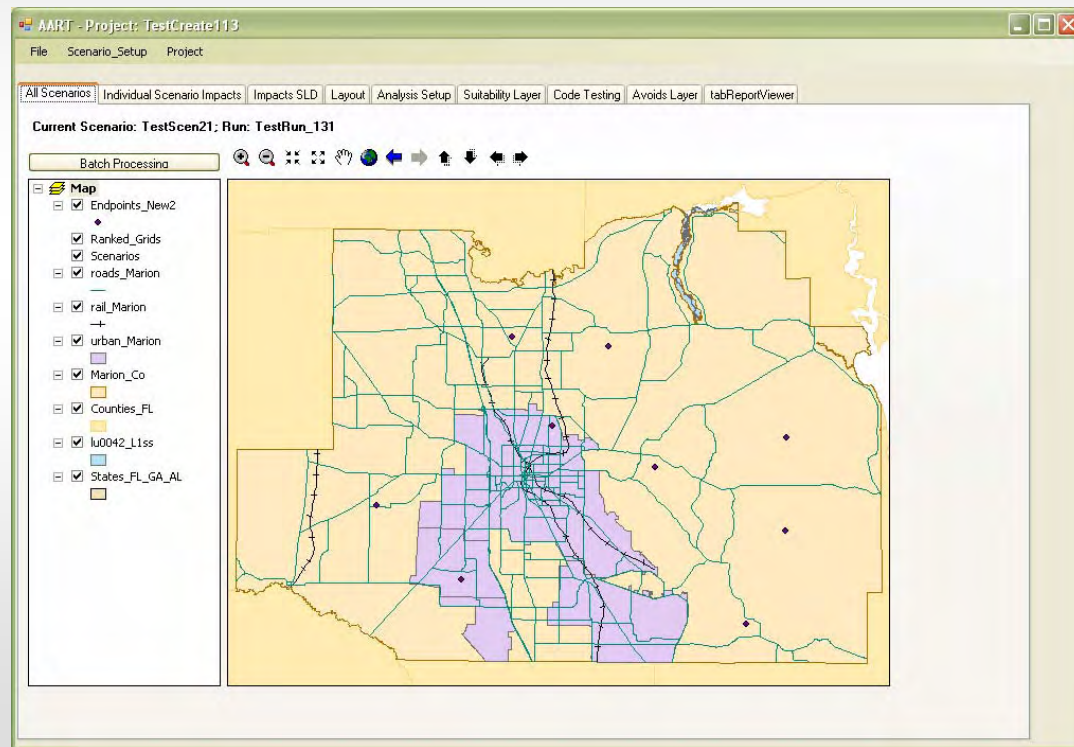 AART - Project: TestCreate113
File Scenario_Setup Project
All Scenarios Individual Scenario Impacts Impacts SLD Layout Analysis Setup Suitability Layer Code Testing Avoids Layer tabReportViewer
Current Scenario: TestScen21; Run: TestRun_131
Batch Processing
Map
Endpoints_New2
Ranked_Grids
Scenarios
roads_Marion
rail_Marion
urban_Marion
Marion_Co
Counties_FL
lu0042_L1ss
States_FL_GA_AL